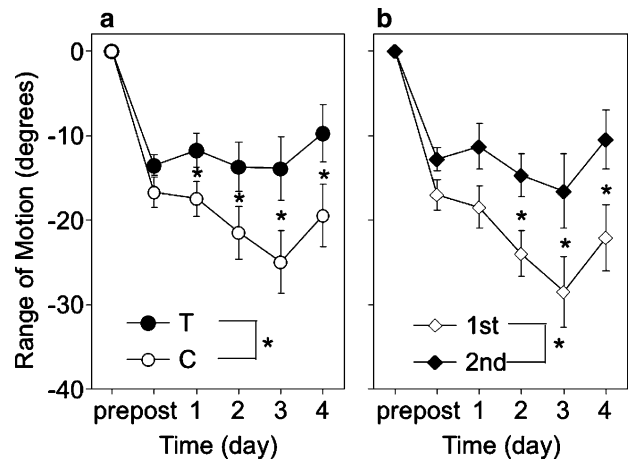 a
b
Range of Motion (degrees)
0
-10
-20
-30
-40
* * * *
* * *
T
C
*
1st
2nd
*
prepost 1 2 3 4
prepost 1 2 3 4
Time (day)
Time (day)